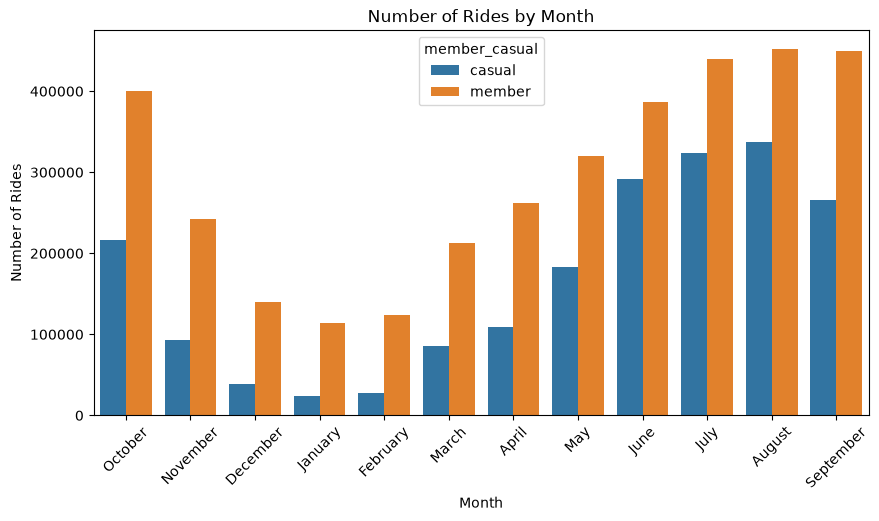 Number of Rides by Month
member_casual
casual
member
Number of Rides
400000
300000
200000
100000
0
October
November
December
January
February
March
April
May
June
July
August
September
Month